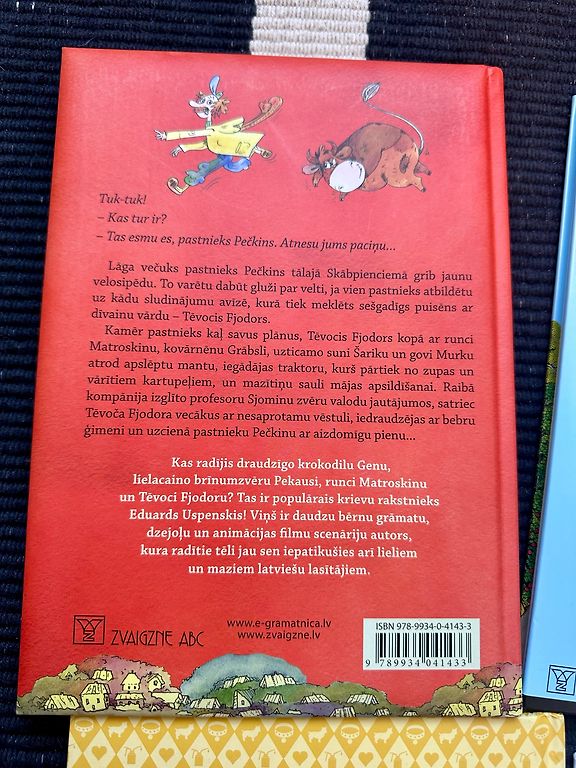 Tuk-tuk!
– Kas tur ir?
– Tas esmu es, pastnieks Pečkins. Atnesu jums paciņu...
Lāga večuks pastnieks Pečkins tālajā Skābpienciemā grib jaunu
velosipēdu. To varētu dabūt gluži par velti, ja vien pastnieks atbildētu
uz kādu sludinājumu avīzē, kurā tiek meklēts sešgadīgs puisēns ar
dīvainu vārdu – Tēvocis Fjodors.
Kamēr pastnieks kaļ savus plānus, Tēvocis Fjodors kopā ar runci
Matroskinu, kovārnēnu Grābsli, uzticamo suni Šariku un govi Murku
atrod apslēptu mantu, iegādājas traktoru, kurš pārtiek no zupas un
vārītiem kartupeļiem, un mazītiņu sauli mājas apsildīšanai. Raibā
kompānija izglīto profesoru Sjominu zvēru valodu jautājumos, satriec
Tēvoča Fjodora vecākus ar nesaprotamu vēstuli, iedraudzējas ar bebru
ģimeni un uzcienā pastnieku Pečkinu ar aizdomīgu pienu...
Kas radījis draudzīgo krokodilu Genu,
lielacaino brīnumzvēru Pekausi, runci Matroskinu
un Tēvoci Fjodoru? Tas ir populārais krievu rakstnieks
Eduards Uspenskis! Viņš ir daudzu bērnu grāmatu,
dzejoļu un animācijas filmu scenāriju autors,
kura radītie tēli jau sen iepatikušies arī lieliem
un maziem latviešu lasītājiem.
www.e-gramatnica.lv
www.zvaigzne.lv
ZVAIGZNE ABC
ISBN 978-9934-0-4143-3
9 789934 041433